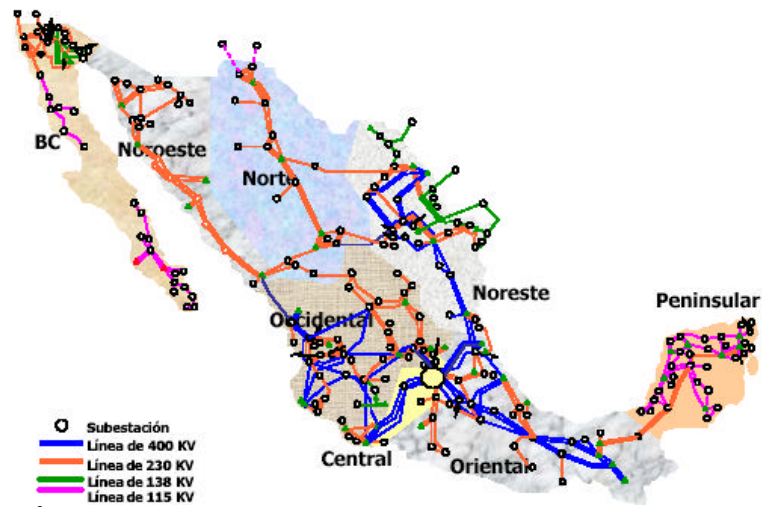 BC
Noroeste
Norte
Noreste
Peninsular
Occidental
Central
Oriental
Subestación
Línea de 400 KV
Línea de 230 KV
Línea de 138 KV
Línea de 115 KV